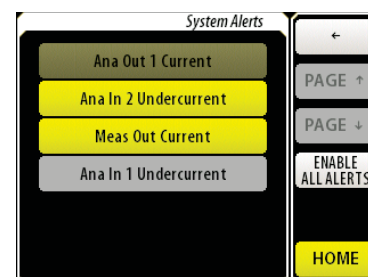 System Alerts
Ana Out 1 Current
Ana In 2 Undercurrent
Meas Out Current
Ana In 1 Undercurrent
←
PAGE ↑
PAGE ↓
ENABLE
ALL ALERTS
HOME